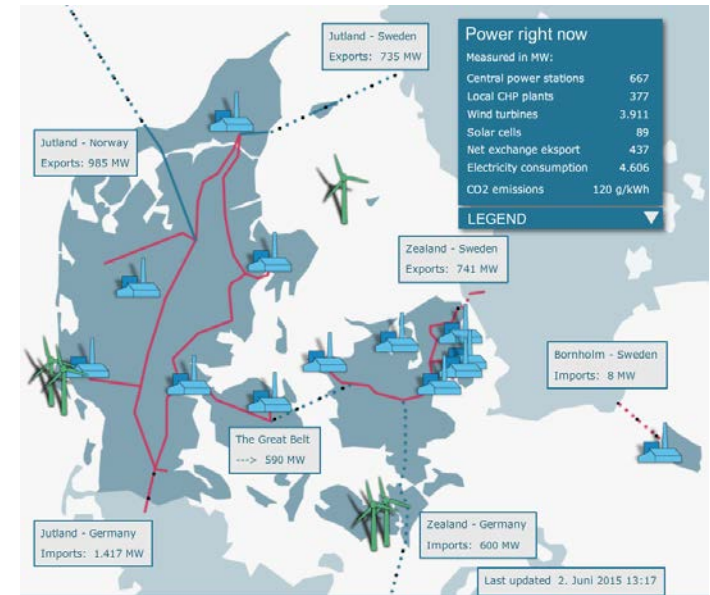 Jutland - Sweden
Exports: 735 MW
Power right now
Measured in MW:
Central power stations 667
Local CHP plants 377
Wind turbines 3.911
Solar cells 89
Net exchange eksport 437
Electricity consumption 4.606
CO2 emissions 120 g/kWh
LEGEND
Jutland - Norway
Exports: 985 MW
Zealand - Sweden
Exports: 741 MW
Bornholm - Sweden
Imports: 8 MW
The Great Belt
---> 590 MW
Jutland - Germany
Imports: 1.417 MW
Zealand - Germany
Imports: 600 MW
Last updated 2. Juni 2015 13:17